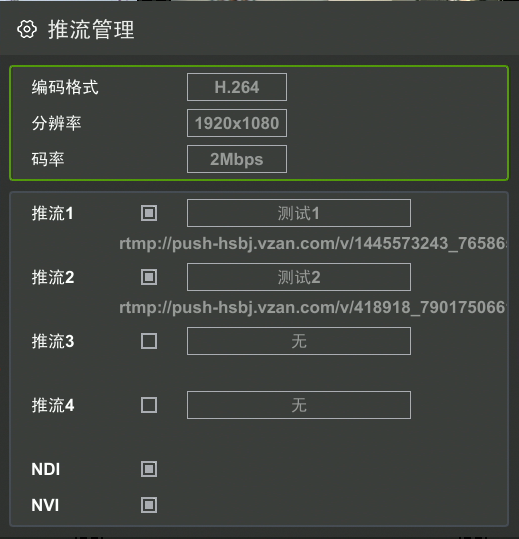 推流管理
编码格式 H.264
分辨率 1920x1080
码率 2Mbps
推流1 测试1
rtmp://push-hsbj.vzan.com/v/1445573243_76586
推流2 测试2
rtmp://push-hsbj.vzan.com/v/418918_790175066
推流3 无
推流4 无
NDI
NVI